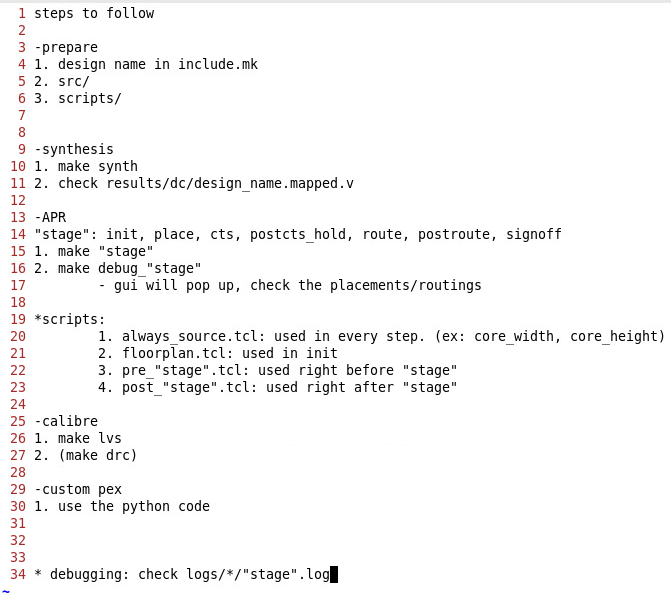 1 steps to follow
2
3 -prepare
4 1. design name in include.mk
5 2. src/
6 3. scripts/
7
8
9 -synthesis
10 1. make synth
11 2. check results/dc/design_name.mapped.v
12
13 -APR
14 "stage": init, place, cts, postcts_hold, route, postroute, signoff
15 1. make "stage"
16 2. make debug_"stage"
17         - gui will pop up, check the placements/routings
18
19 *scripts:
20         1. always_source.tcl: used in every step. (ex: core_width, core_height)
21         2. floorplan.tcl: used in init
22         3. pre_"stage".tcl: used right before "stage"
23         4. post_"stage".tcl: used right after "stage"
24
25 -calibre
26 1. make lvs
27 2. (make drc)
28
29 -custom pex
30 1. use the python code
31
32
33
34 * debugging: check logs/*/"stage".log
~